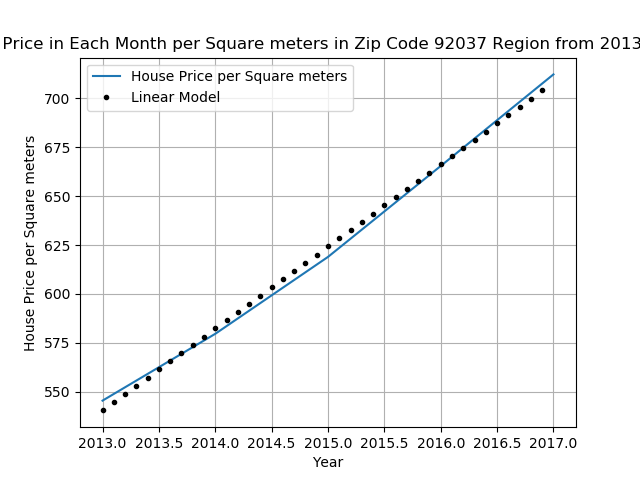 Price in Each Month per Square meters in Zip Code 92037 Region from 2013
House Price per Square meters
Linear Model
House Price per Square meters
700
675
650
625
600
575
550
2013.0 2013.5 2014.0 2014.5 2015.0 2015.5 2016.0 2016.5 2017.0
Year